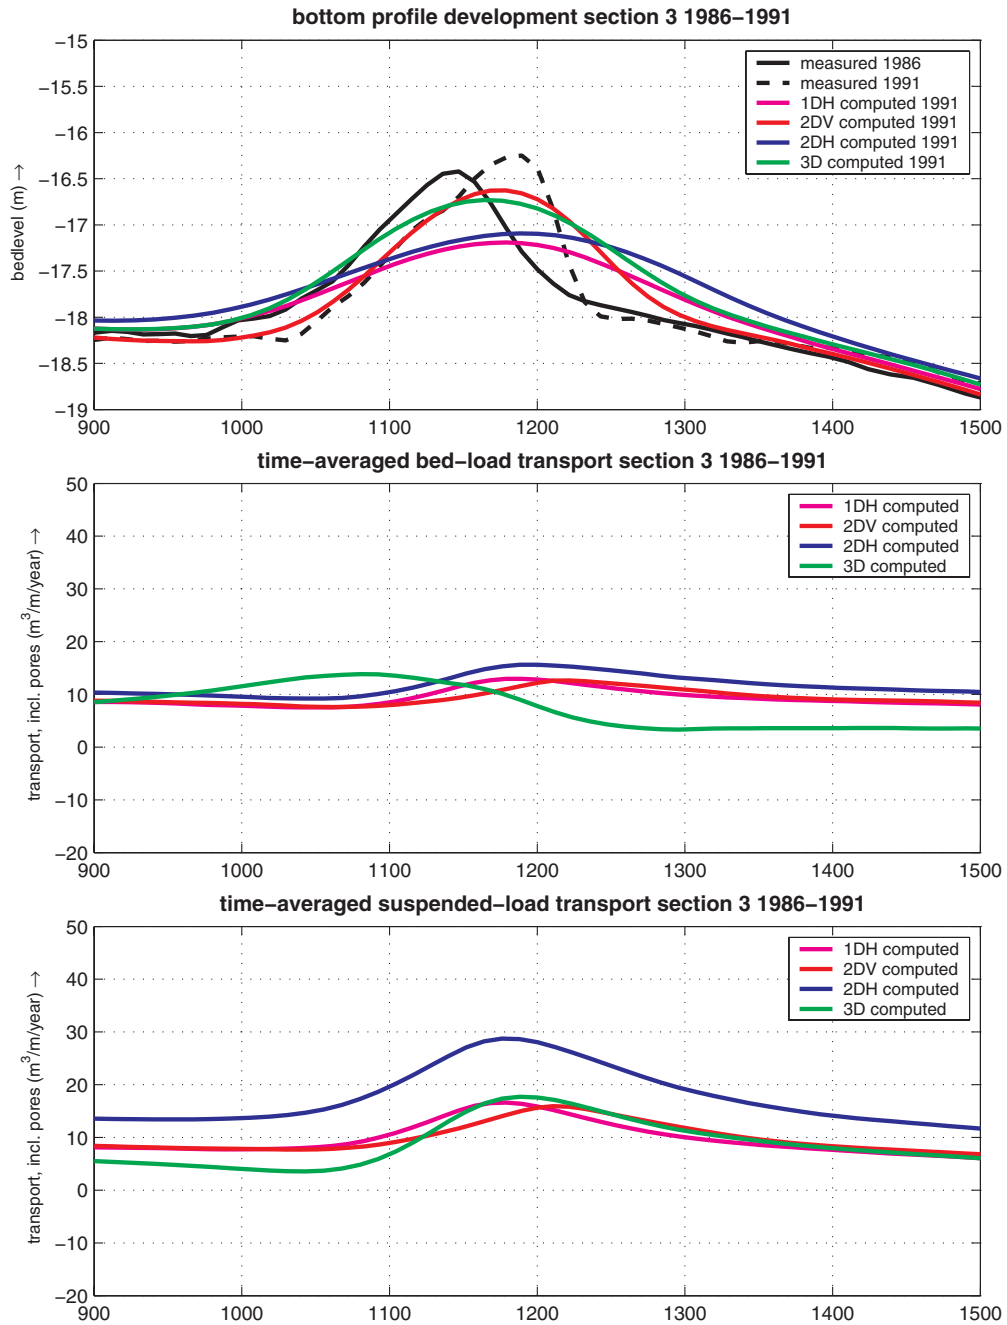 bottom profile development section 3 1986−1991
bedlevel (m) →
−15
−15.5
−16
−16.5
−17
−17.5
−18
−18.5
−19
measured 1986
measured 1991
1DH computed 1991
2DV computed 1991
2DH computed 1991
3D computed 1991
900 1000 1100 1200 1300 1400 1500
time−averaged bed−load transport section 3 1986−1991
transport, incl. pores (m³/m/year) →
50
40
30
20
10
0
−10
−20
1DH computed
2DV computed
2DH computed
3D computed
900 1000 1100 1200 1300 1400 1500
time−averaged suspended−load transport section 3 1986−1991
transport, incl. pores (m³/m/year) →
50
40
30
20
10
0
−10
−20
1DH computed
2DV computed
2DH computed
3D computed
900 1000 1100 1200 1300 1400 1500